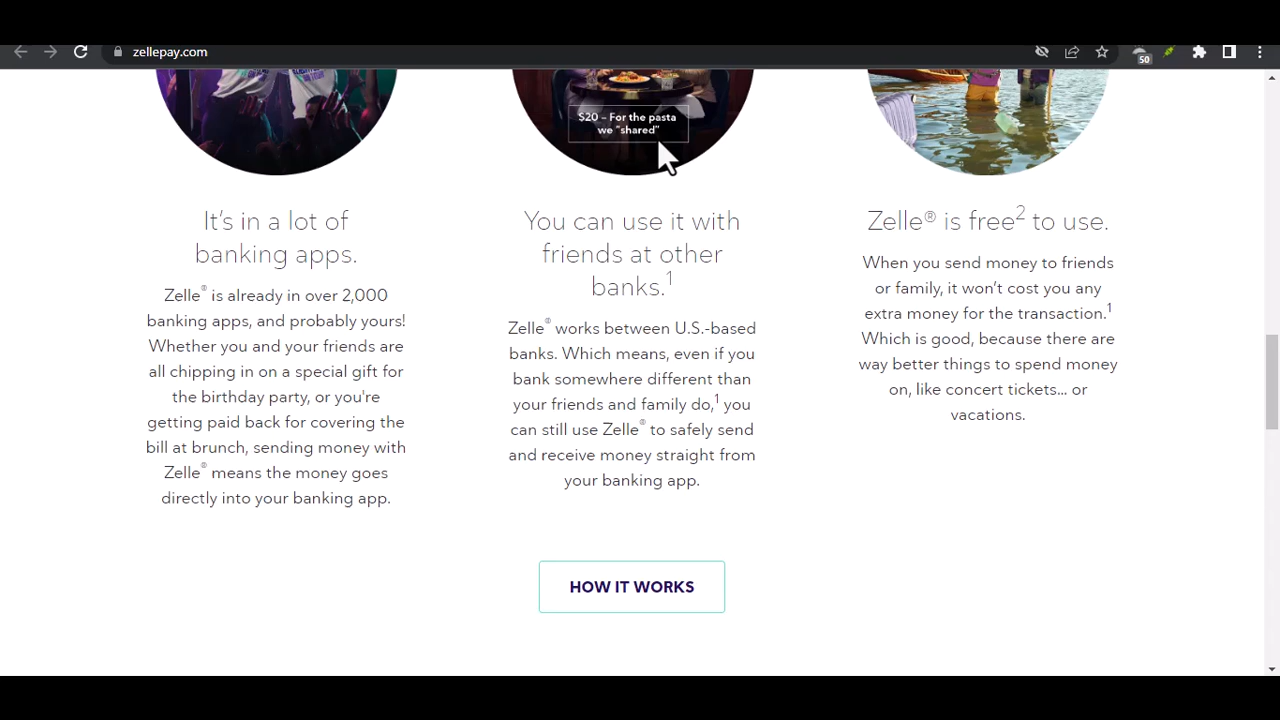 zellepay.com
50
$20 – For the pasta
we "shared"
It's in a lot of
banking apps.
Zelle® is already in over 2,000
banking apps, and probably yours!
Whether you and your friends are
all chipping in on a special gift for
the birthday party, or you're
getting paid back for covering the
bill at brunch, sending money with
Zelle® means the money goes
directly into your banking app.
You can use it with
friends at other
banks.1
Zelle® works between U.S.-based
banks. Which means, even if you
bank somewhere different than
your friends and family do,1 you
can still use Zelle® to safely send
and receive money straight from
your banking app.
Zelle® is free2 to use.
When you send money to friends
or family, it won't cost you any
extra money for the transaction.1
Which is good, because there are
way better things to spend money
on, like concert tickets... or
vacations.
HOW IT WORKS